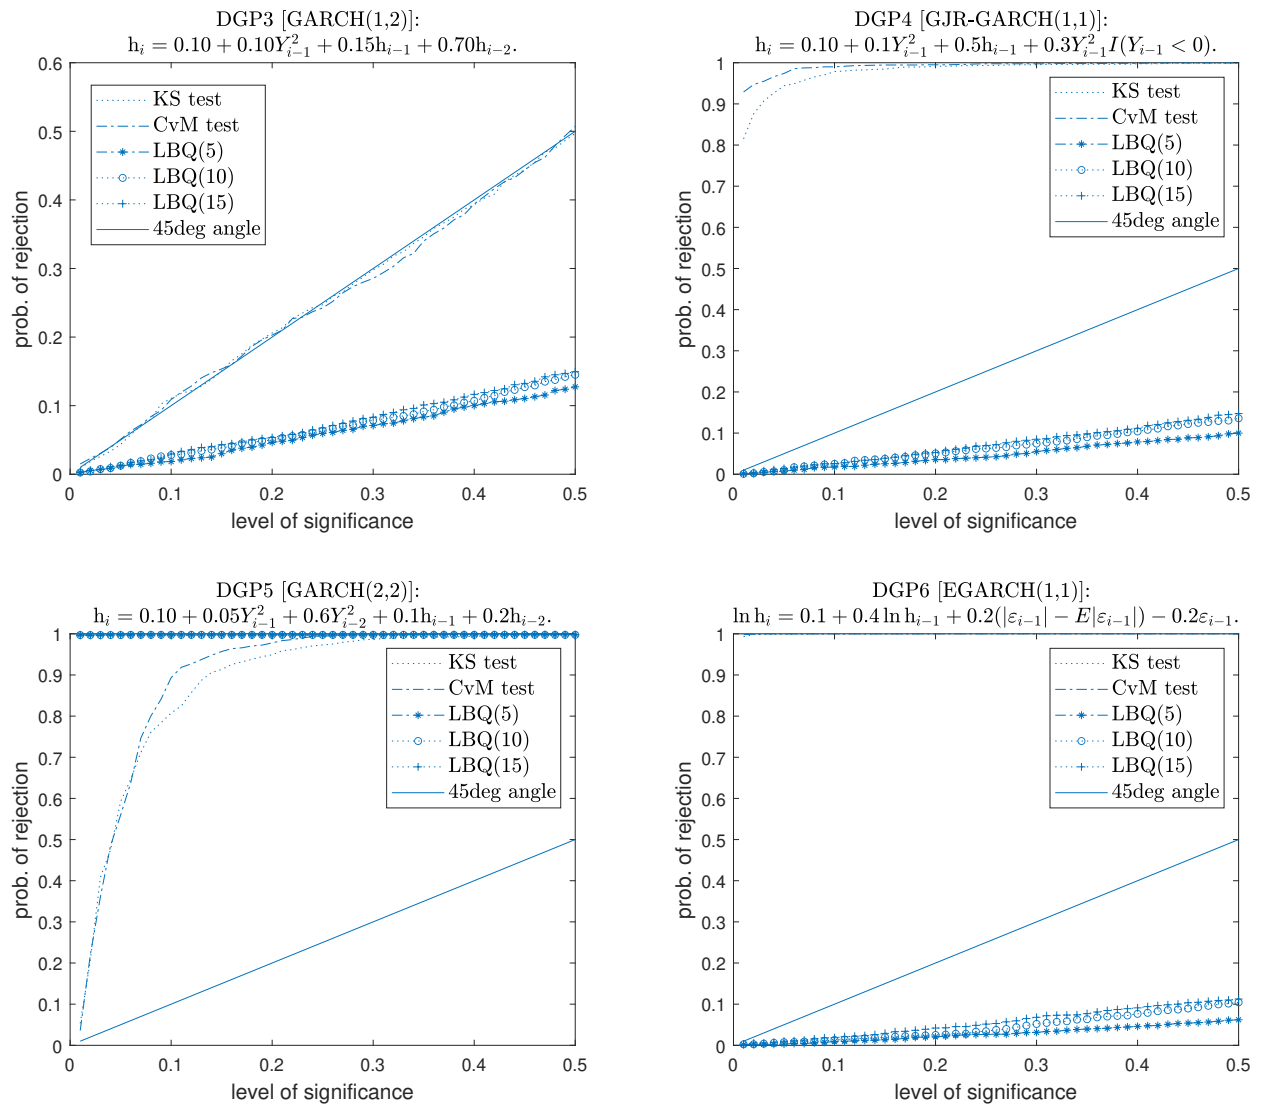 DGP3 [GARCH(1,2)]:
h_i = 0.10 + 0.10Y²_{i−1} + 0.15h_{i−1} + 0.70h_{i−2}.
0.6
0.5
0.4
0.3
0.2
0.1
0
prob. of rejection
KS test
CvM test
LBQ(5)
LBQ(10)
LBQ(15)
45deg angle
0 0.1 0.2 0.3 0.4 0.5
level of significance
DGP4 [GJR-GARCH(1,1)]:
h_i = 0.10 + 0.1Y²_{i−1} + 0.5h_{i−1} + 0.3Y²_{i−1}I(Y_{i−1} < 0).
1
0.9
0.8
0.7
0.6
0.5
0.4
0.3
0.2
0.1
0
prob. of rejection
KS test
CvM test
LBQ(5)
LBQ(10)
LBQ(15)
45deg angle
0 0.1 0.2 0.3 0.4 0.5
level of significance
DGP5 [GARCH(2,2)]:
h_i = 0.10 + 0.05Y²_{i−1} + 0.6Y²_{i−2} + 0.1h_{i−1} + 0.2h_{i−2}.
1
0.9
0.8
0.7
0.6
0.5
0.4
0.3
0.2
0.1
0
prob. of rejection
KS test
CvM test
LBQ(5)
LBQ(10)
LBQ(15)
45deg angle
0 0.1 0.2 0.3 0.4 0.5
level of significance
DGP6 [EGARCH(1,1)]:
ln h_i = 0.1 + 0.4 ln h_{i−1} + 0.2(|ε_{i−1}| − E|ε_{i−1}|) − 0.2ε_{i−1}.
1
0.9
0.8
0.7
0.6
0.5
0.4
0.3
0.2
0.1
0
prob. of rejection
KS test
CvM test
LBQ(5)
LBQ(10)
LBQ(15)
45deg angle
0 0.1 0.2 0.3 0.4 0.5
level of significance